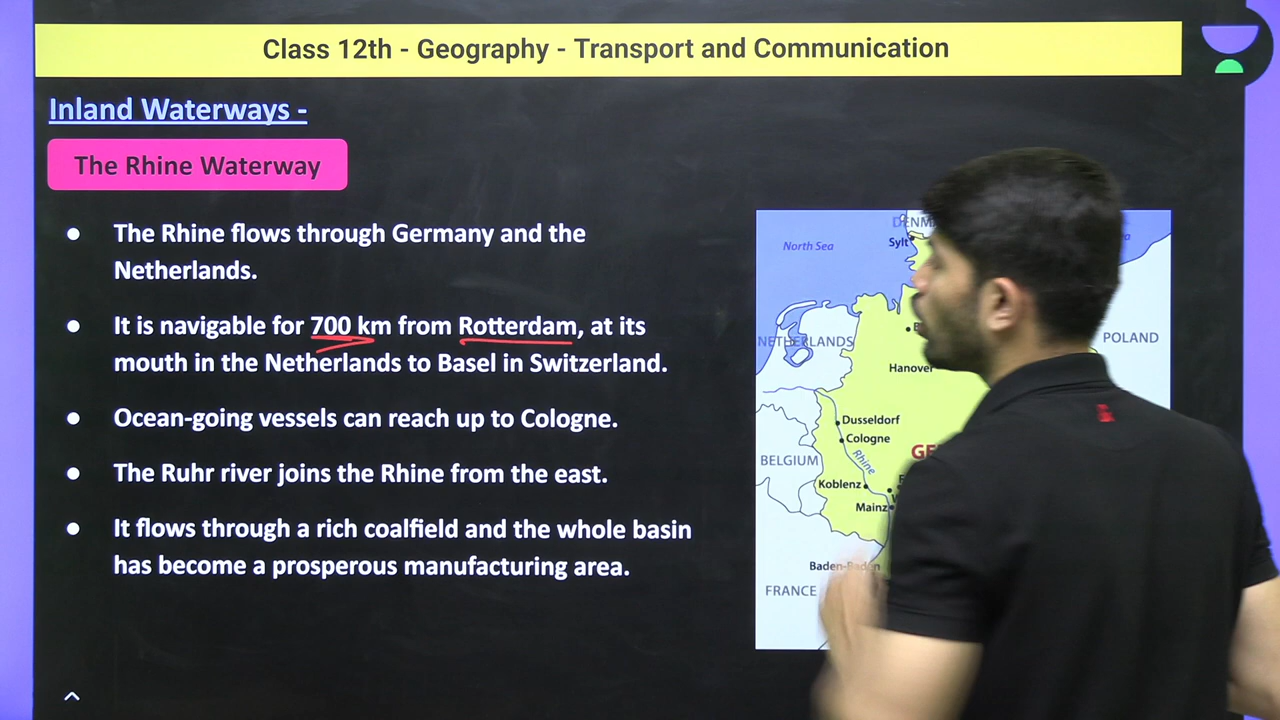 Class 12th - Geography - Transport and Communication
Inland Waterways -
The Rhine Waterway
● The Rhine flows through Germany and the
Netherlands.
● It is navigable for 700 km from Rotterdam, at its
mouth in the Netherlands to Basel in Switzerland.
● Ocean-going vessels can reach up to Cologne.
● The Ruhr river joins the Rhine from the east.
● It flows through a rich coalfield and the whole basin
has become a prosperous manufacturing area.
North Sea
Sylt
NETHERLANDS
POLAND
Hanover
Dusseldorf
Cologne
BELGIUM
Rhine
Koblenz
Mainz
Baden-Baden
FRANCE